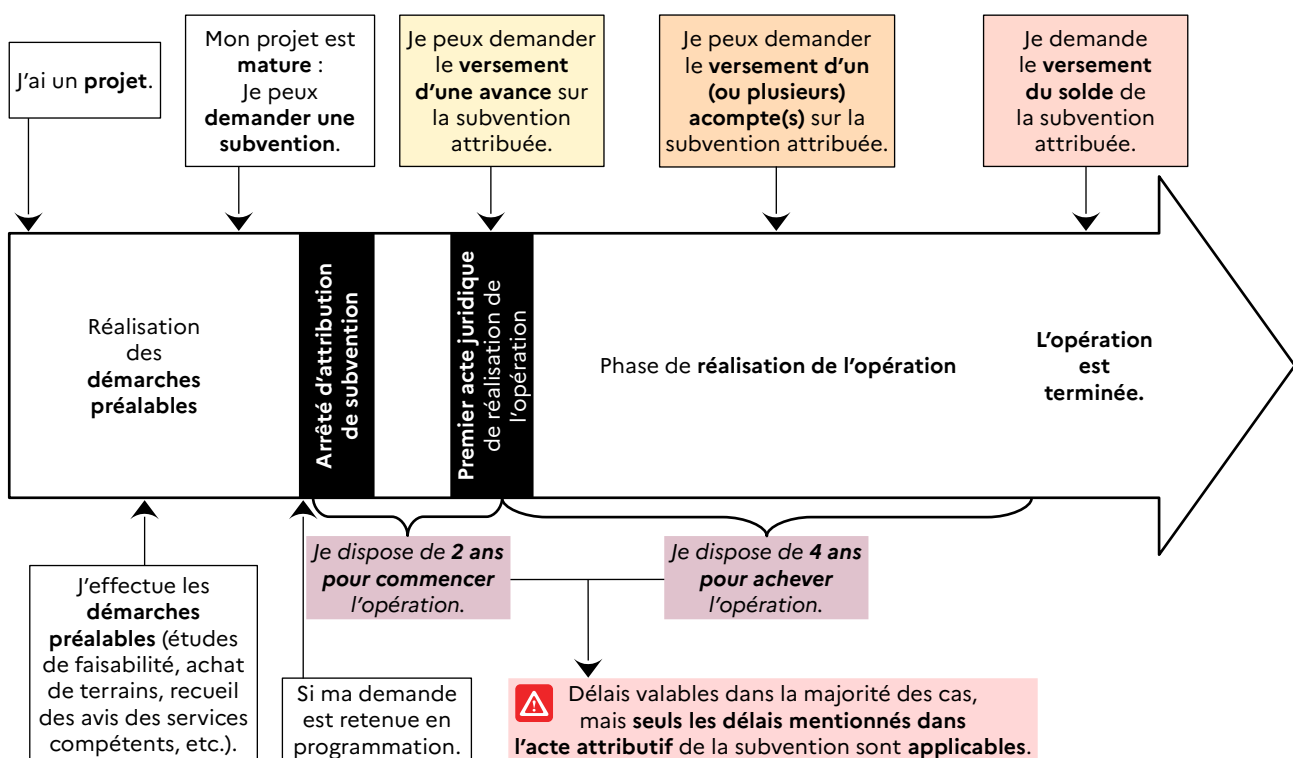 J'ai un projet.
Mon projet est
mature :
Je peux
demander une
subvention.
Je peux demander
le versement
d'une avance sur
la subvention
attribuée.
Je peux demander
le versement d'un
(ou plusieurs)
acompte(s) sur la
subvention attribuée.
Je demande
le versement
du solde de
la subvention
attribuée.
Réalisation
des
démarches
préalables
Arrêté d'attribution
de subvention
Premier acte juridique
de réalisation de
l'opération
Phase de réalisation de l'opération
L'opération
est
terminée.
Je dispose de 2 ans
pour commencer
l'opération.
Je dispose de 4 ans
pour achever
l'opération.
J'effectue les
démarches
préalables (études
de faisabilité, achat
de terrains, recueil
des avis des services
compétents, etc.).
Si ma demande
est retenue en
programmation.
Délais valables dans la majorité des cas,
mais seuls les délais mentionnés dans
l'acte attributif de la subvention sont applicables.